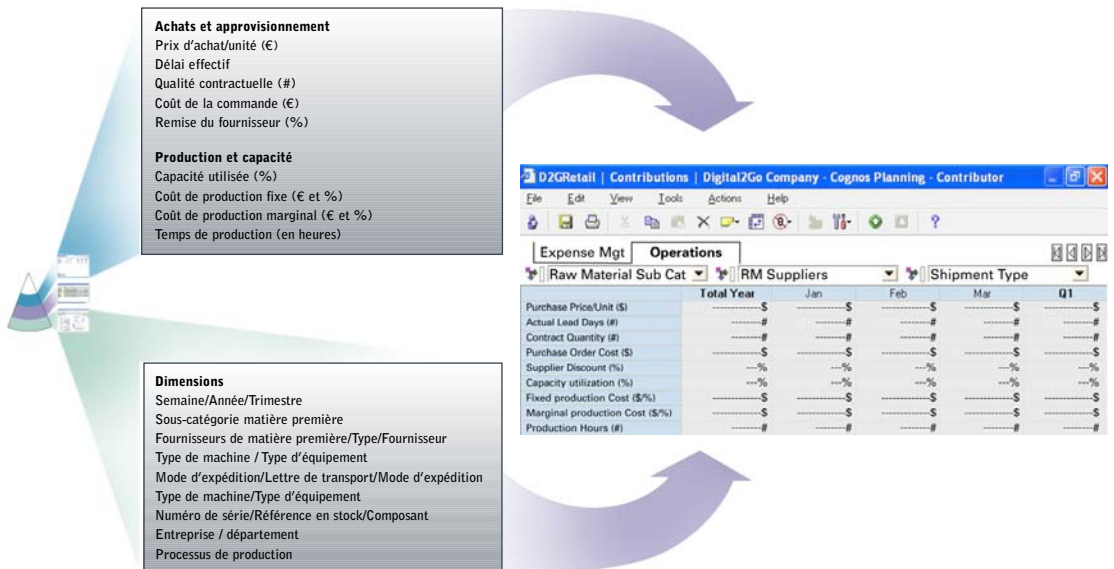 Achats et approvisionnement
Prix d'achat/unité (€)
Délai effectif
Qualité contractuelle (#)
Coût de la commande (€)
Remise du fournisseur (%)
Production et capacité
Capacité utilisée (%)
Coût de production fixe (€ et %)
Coût de production marginal (€ et %)
Temps de production (en heures)
Dimensions
Semaine/Année/Trimestre
Sous-catégorie matière première
Fournisseurs de matière première/Type/Fournisseur
Type de machine / Type d'équipement
Mode d'expédition/Lettre de transport/Mode d'expédition
Type de machine/Type d'équipement
Numéro de série/Référence en stock/Composant
Entreprise / département
Processus de production
D2GRetail | Contributions | Digital2Go Company - Cognos Planning - Contributor
File Edit View Tools Actions Help
Expense Mgt Operations
Raw Material Sub Cat RM Suppliers Shipment Type
Total Year Jan Feb Mar Q1
Purchase Price/Unit ($) -----------$ -----------$ -----------$ -----------$ -----------$
Actual Lead Days (#) -------# -------# -------# -------# -------#
Contract Quantity (#) -------# -------# -------# -------# -------#
Purchase Order Cost ($) -----------$ -----------$ -----------$ -----------$ -----------$
Supplier Discount (%) ---% ---% ---% ---% ---%
Capacity utilization (%) ---% ---% ---% ---% ---%
Fixed production Cost ($/%) -----------$ -----------$ -----------$ -----------$ -----------$
Marginal production Cost ($/%) -----------$ -----------$ -----------$ -----------$ -----------$
Production Hours (#) -------# -------# -------# -------# -------#